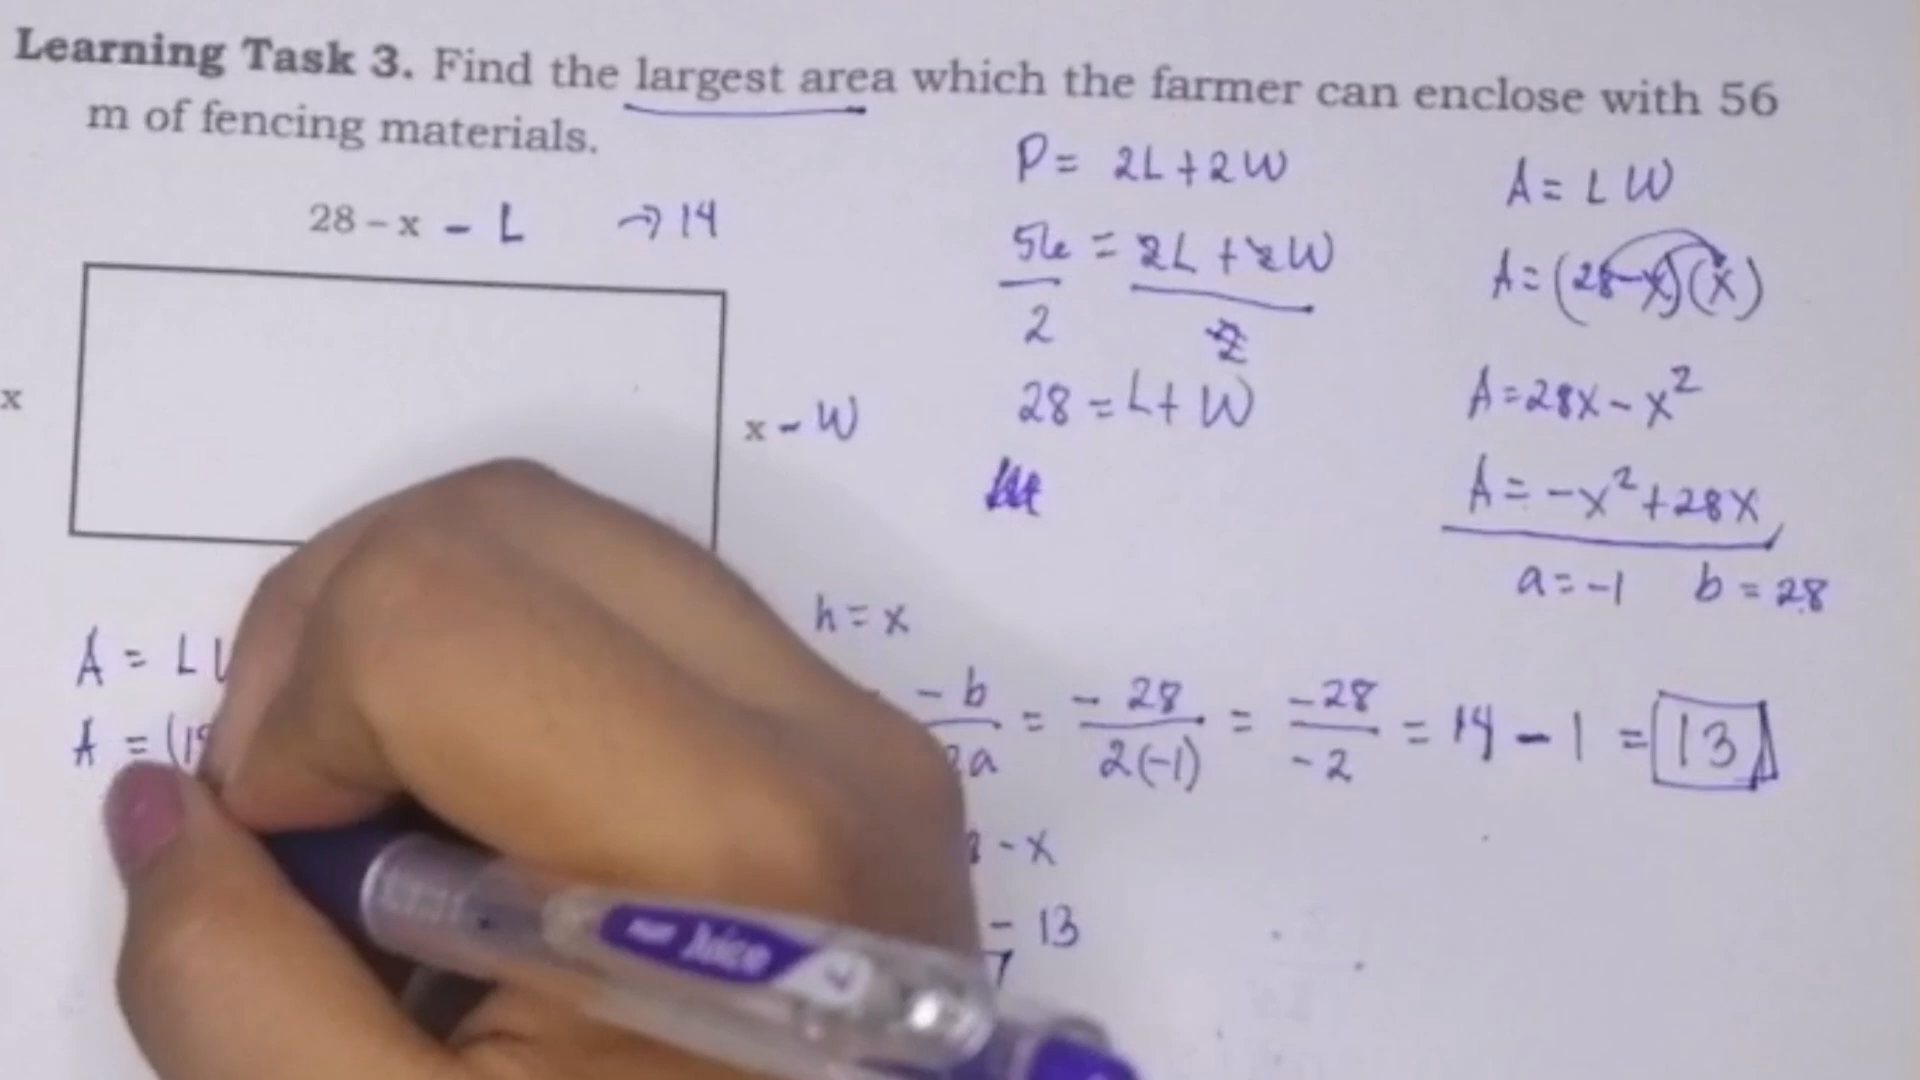 Learning Task 3. Find the largest area which the farmer can enclose with 56
m of fencing materials.
28 - x - L → 14
x
x - W
P = 2L + 2W
56 = 2L + 2W
2 2
28 = L + W
A = L W
A = (28-x)(x)
A = 28x - x²
A = -x² + 28x
a = -1 b = 28
h = x
- b = - 28 = -28 = 14 - 1 = 13
2a 2(-1) -2
- x
- 13
A = L
A = (1
Juice